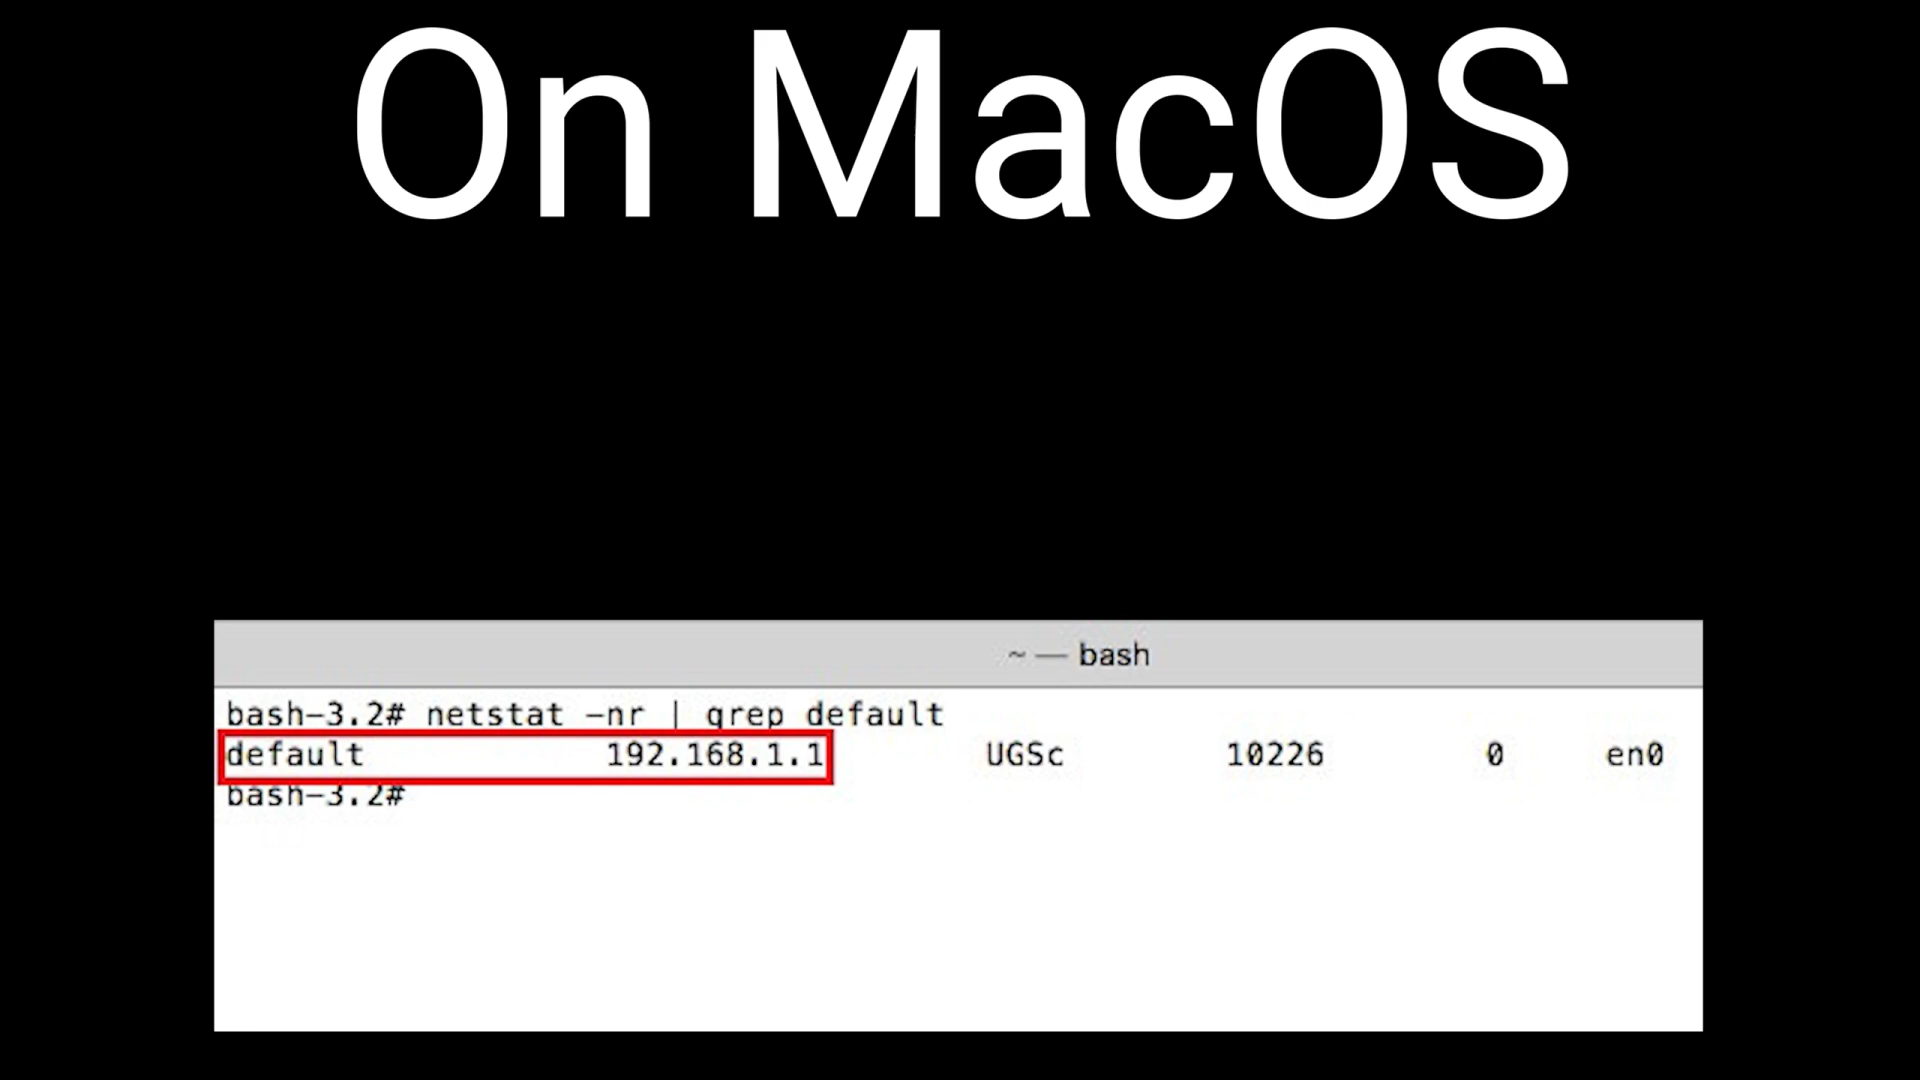 On MacOS
~ — bash
bash-3.2# netstat -nr | grep default
default 192.168.1.1 UGSc 10226 0 en0
bash-3.2#